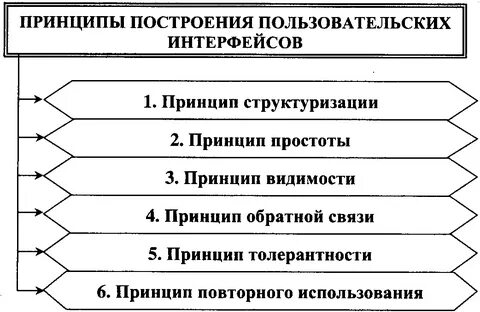 ПРИНЦИПЫ ПОСТРОЕНИЯ ПОЛЬЗОВАТЕЛЬСКИХ
ИНТЕРФЕЙСОВ
1. Принцип структуризации
2. Принцип простоты
3. Принцип видимости
4. Принцип обратной связи
5. Принцип толерантности
6. Принцип повторного использования